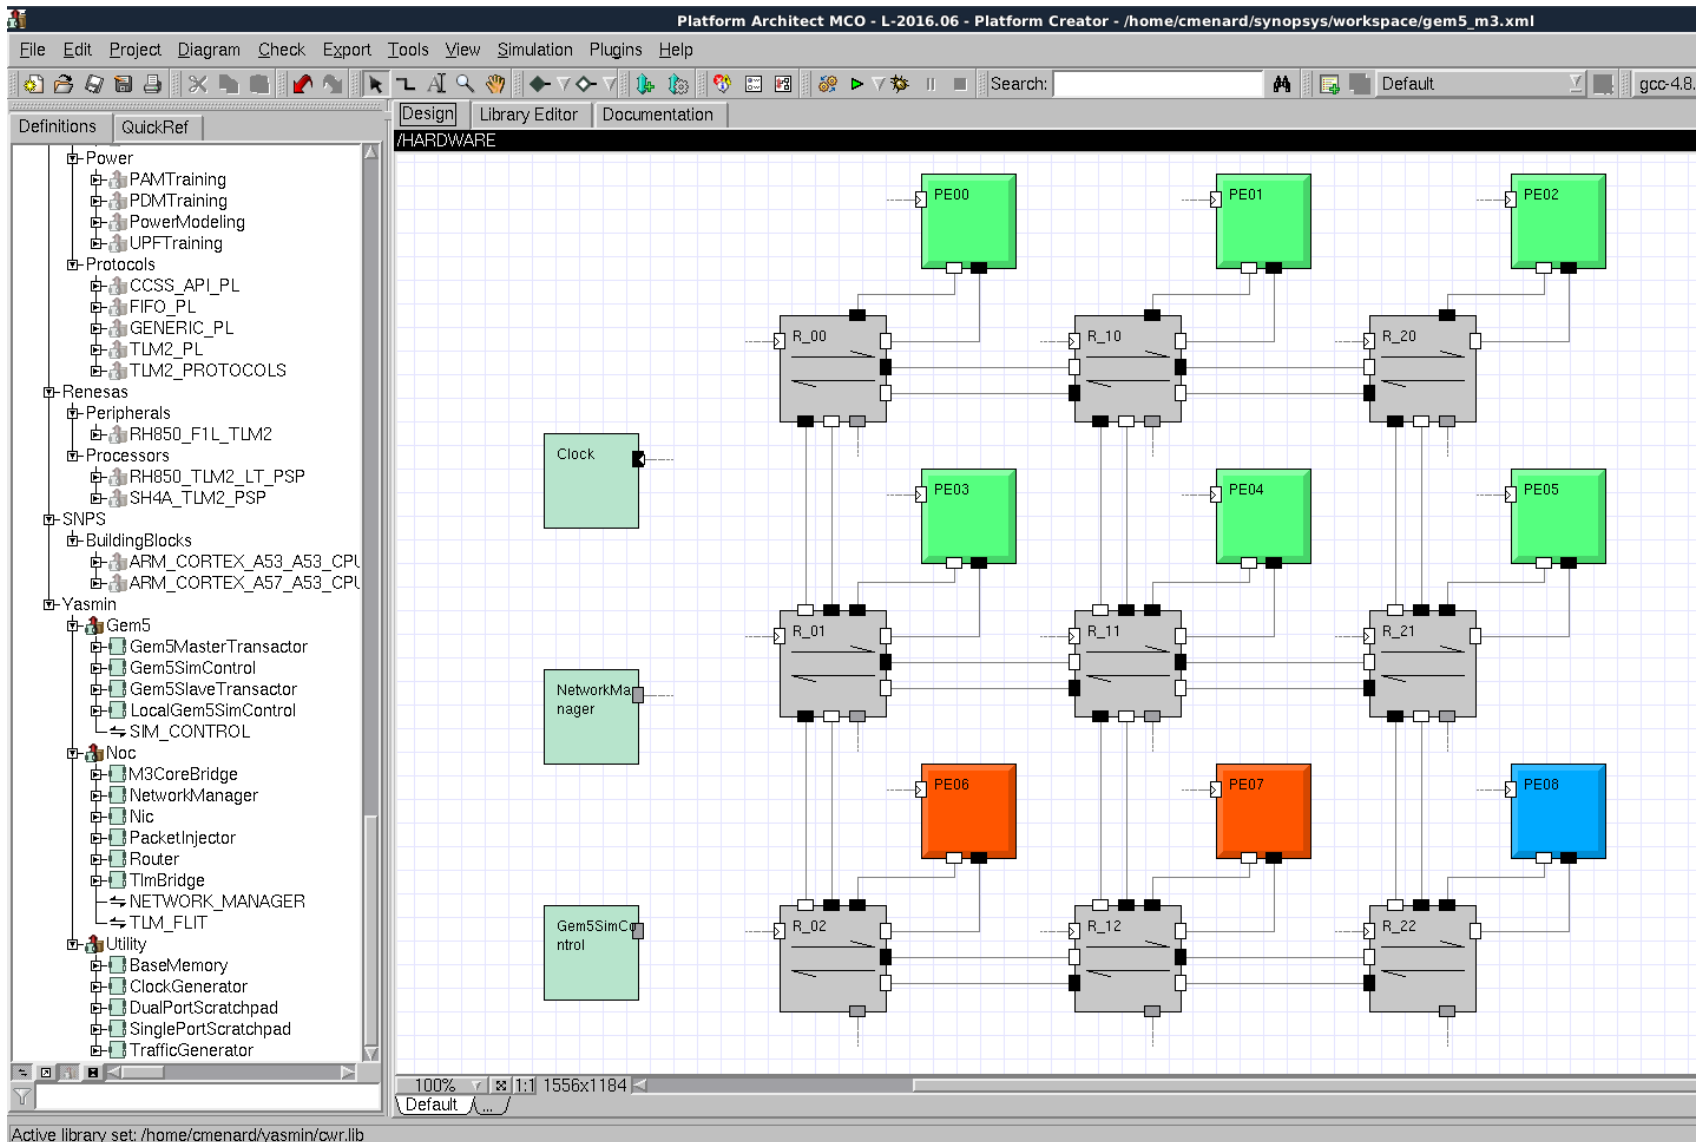 Platform Architect MCO - L-2016.06 - Platform Creator - /home/cmenard/synopsys/workspace/gem5_m3.xml
File Edit Project Diagram Check Export Tools View Simulation Plugins Help
Search: Default gcc-4.8.
Definitions QuickRef
Design Library Editor Documentation
/HARDWARE
Power
PAMTraining
PDMTraining
PowerModeling
UPFTraining
Protocols
CCSS_API_PL
FIFO_PL
GENERIC_PL
TLM2_PL
TLM2_PROTOCOLS
Renesas
Peripherals
RH850_F1L_TLM2
Processors
RH850_TLM2_LT_PSP
SH4A_TLM2_PSP
SNPS
BuildingBlocks
ARM_CORTEX_A53_A53_CPU
ARM_CORTEX_A57_A53_CPU
Yasmin
Gem5
Gem5MasterTransactor
Gem5SimControl
Gem5SlaveTransactor
LocalGem5SimControl
SIM_CONTROL
Noc
M3CoreBridge
NetworkManager
Nic
PacketInjector
Router
TlmBridge
NETWORK_MANAGER
TLM_FLIT
Utility
BaseMemory
ClockGenerator
DualPortScratchpad
SinglePortScratchpad
TrafficGenerator
PE00 PE01 PE02
R_00 R_10 R_20
Clock
PE03 PE04 PE05
R_01 R_11 R_21
NetworkMa
nager
PE06 PE07 PE08
R_02 R_12 R_22
Gem5SimCo
ntrol
100% 1:1 1556x1184
Default ...
Active library set: /home/cmenard/yasmin/cwr.lib